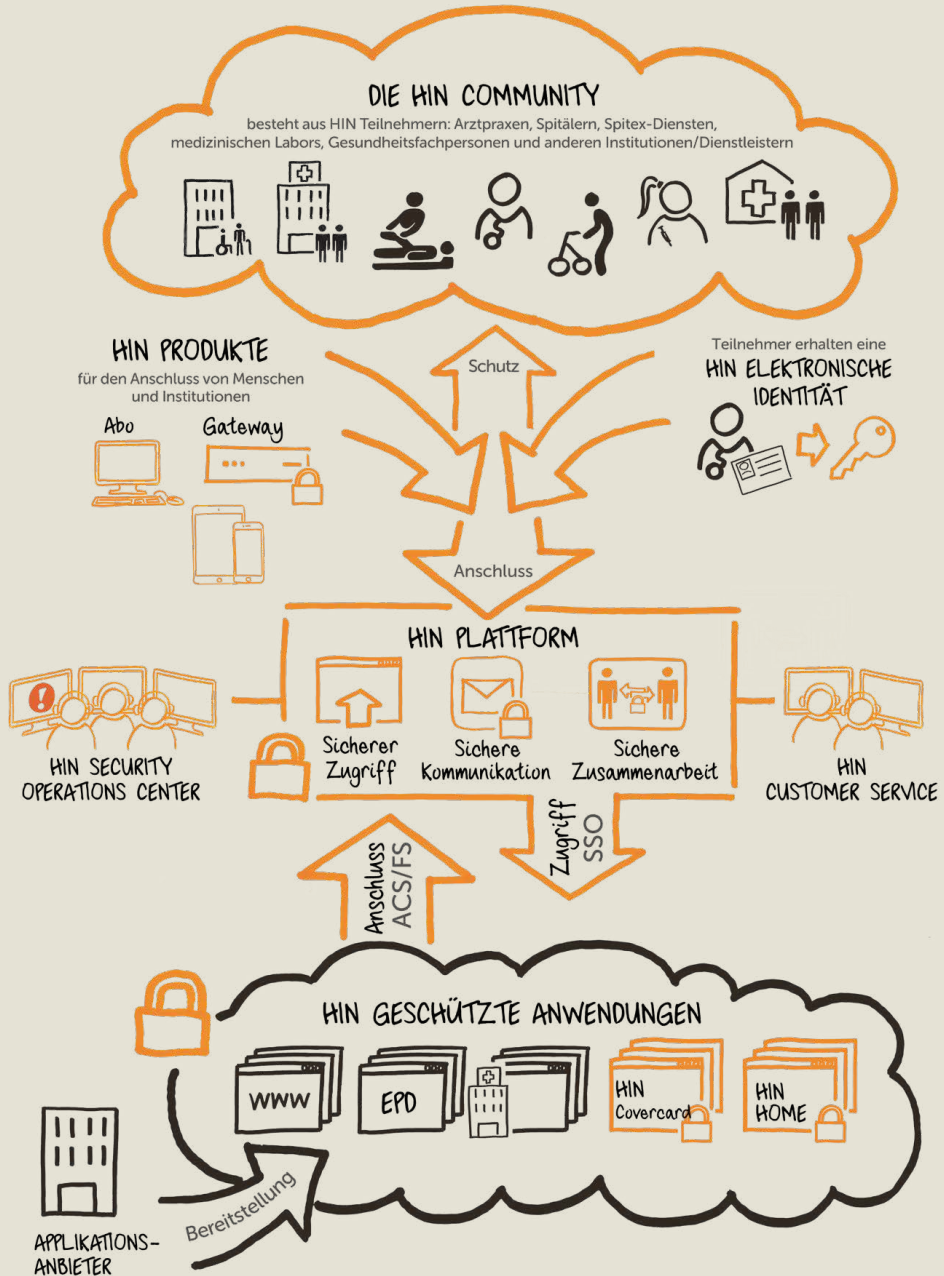 DIE HIN COMMUNITY
besteht aus HIN Teilnehmern: Arztpraxen, Spitälern, Spitex-Diensten,
medizinischen Labors, Gesundheitsfachpersonen und anderen Institutionen/Dienstleistern
HIN PRODUKTE
für den Anschluss von Menschen
und Institutionen
Abo
Gateway
Schutz
Teilnehmer erhalten eine
HIN ELEKTRONISCHE
IDENTITÄT
Anschluss
HIN PLATTFORM
Sicherer
Zugriff
Sichere
Kommunikation
Sichere
Zusammenarbeit
!
HIN SECURITY
OPERATIONS CENTER
HIN
CUSTOMER SERVICE
Anschluss
ACS/FS
Zugriff
SSO
HIN GESCHÜTZTE ANWENDUNGEN
WWW
EPD
HIN
Covercard
HIN
HOME
Bereitstellung
APPLIKATIONS-
ANBIETER